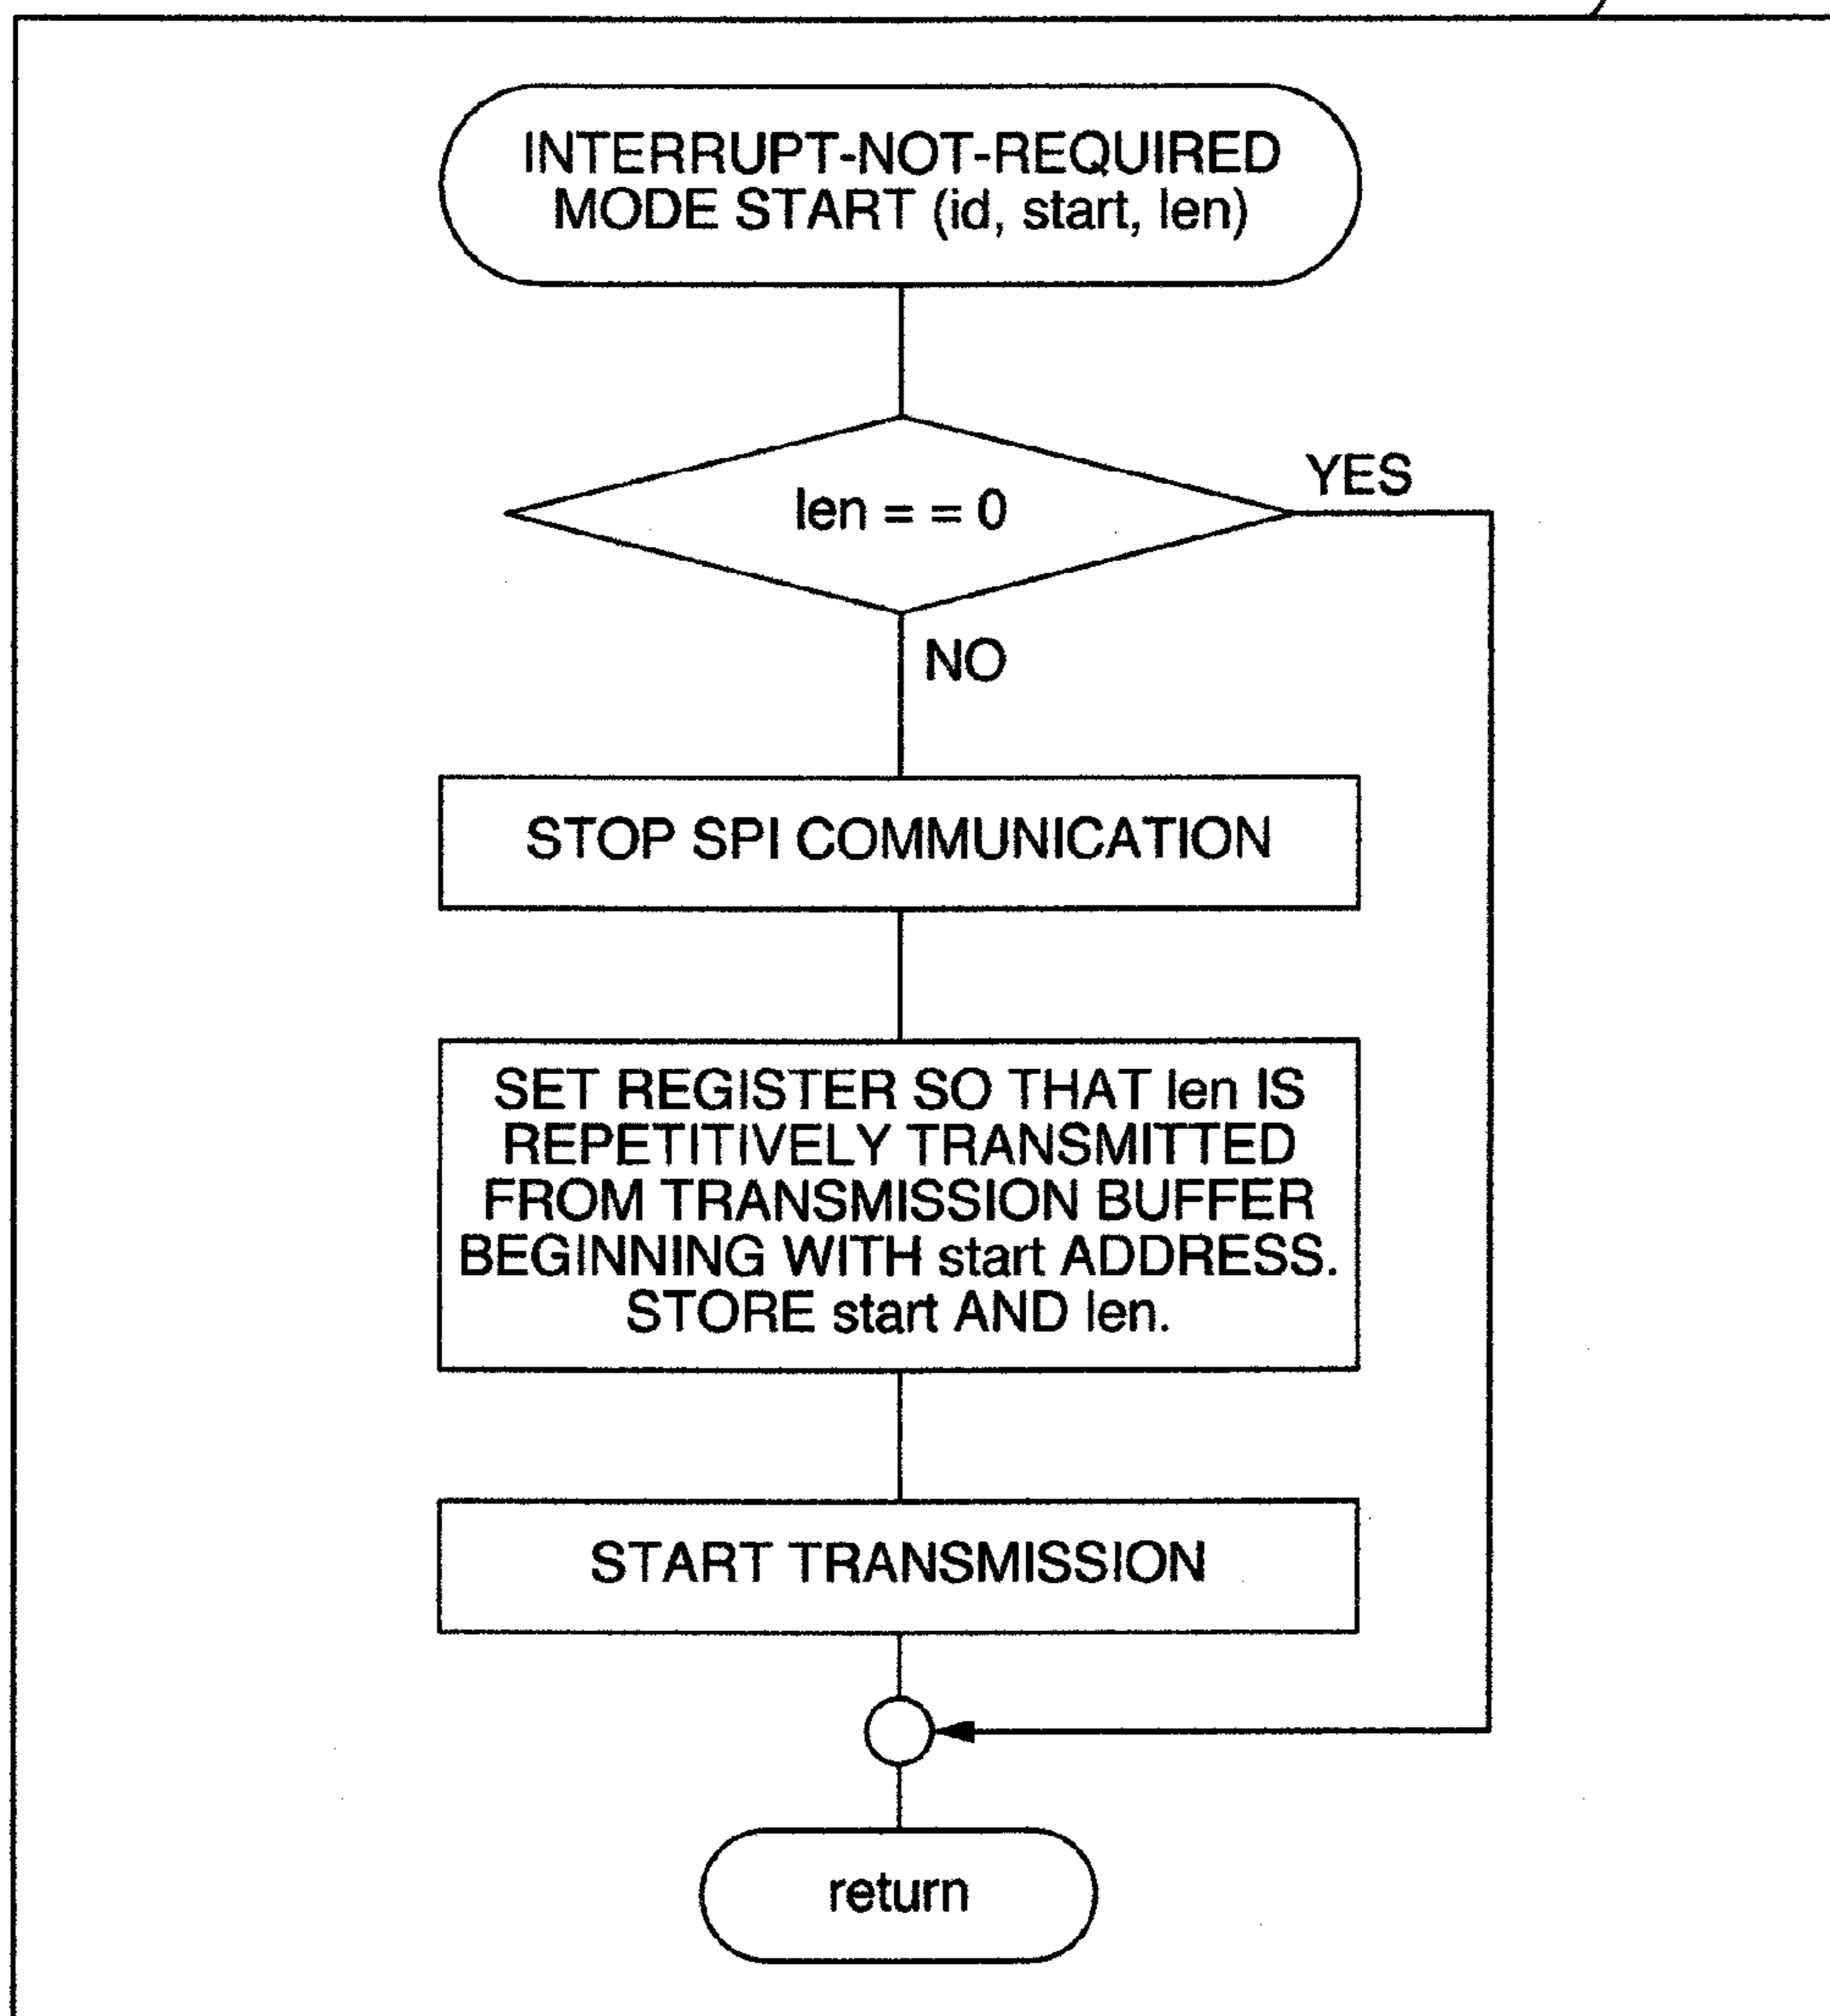 INTERRUPT-NOT-REQUIRED
MODE START (id, start, len)
len = = 0
YES
NO
STOP SPI COMMUNICATION
SET REGISTER SO THAT len IS
REPETITIVELY TRANSMITTED
FROM TRANSMISSION BUFFER
BEGINNING WITH start ADDRESS.
STORE start AND len.
START TRANSMISSION
return